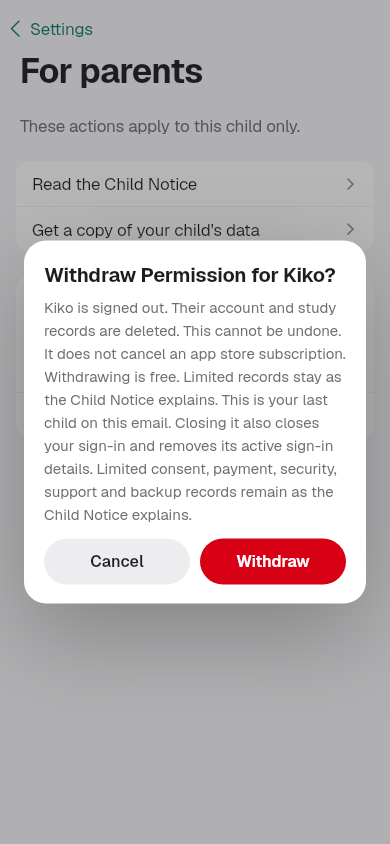 Settings
For parents
These actions apply to this child only.
Read the Child Notice
Get a copy of your child's data
Withdraw Permission for Kiko?
Kiko is signed out. Their account and study
records are deleted. This cannot be undone.
It does not cancel an app store subscription.
Withdrawing is free. Limited records stay as
the Child Notice explains. This is your last
child on this email. Closing it also closes
your sign-in and removes its active sign-in
details. Limited consent, payment, security,
support and backup records remain as the
Child Notice explains.
Cancel
Withdraw